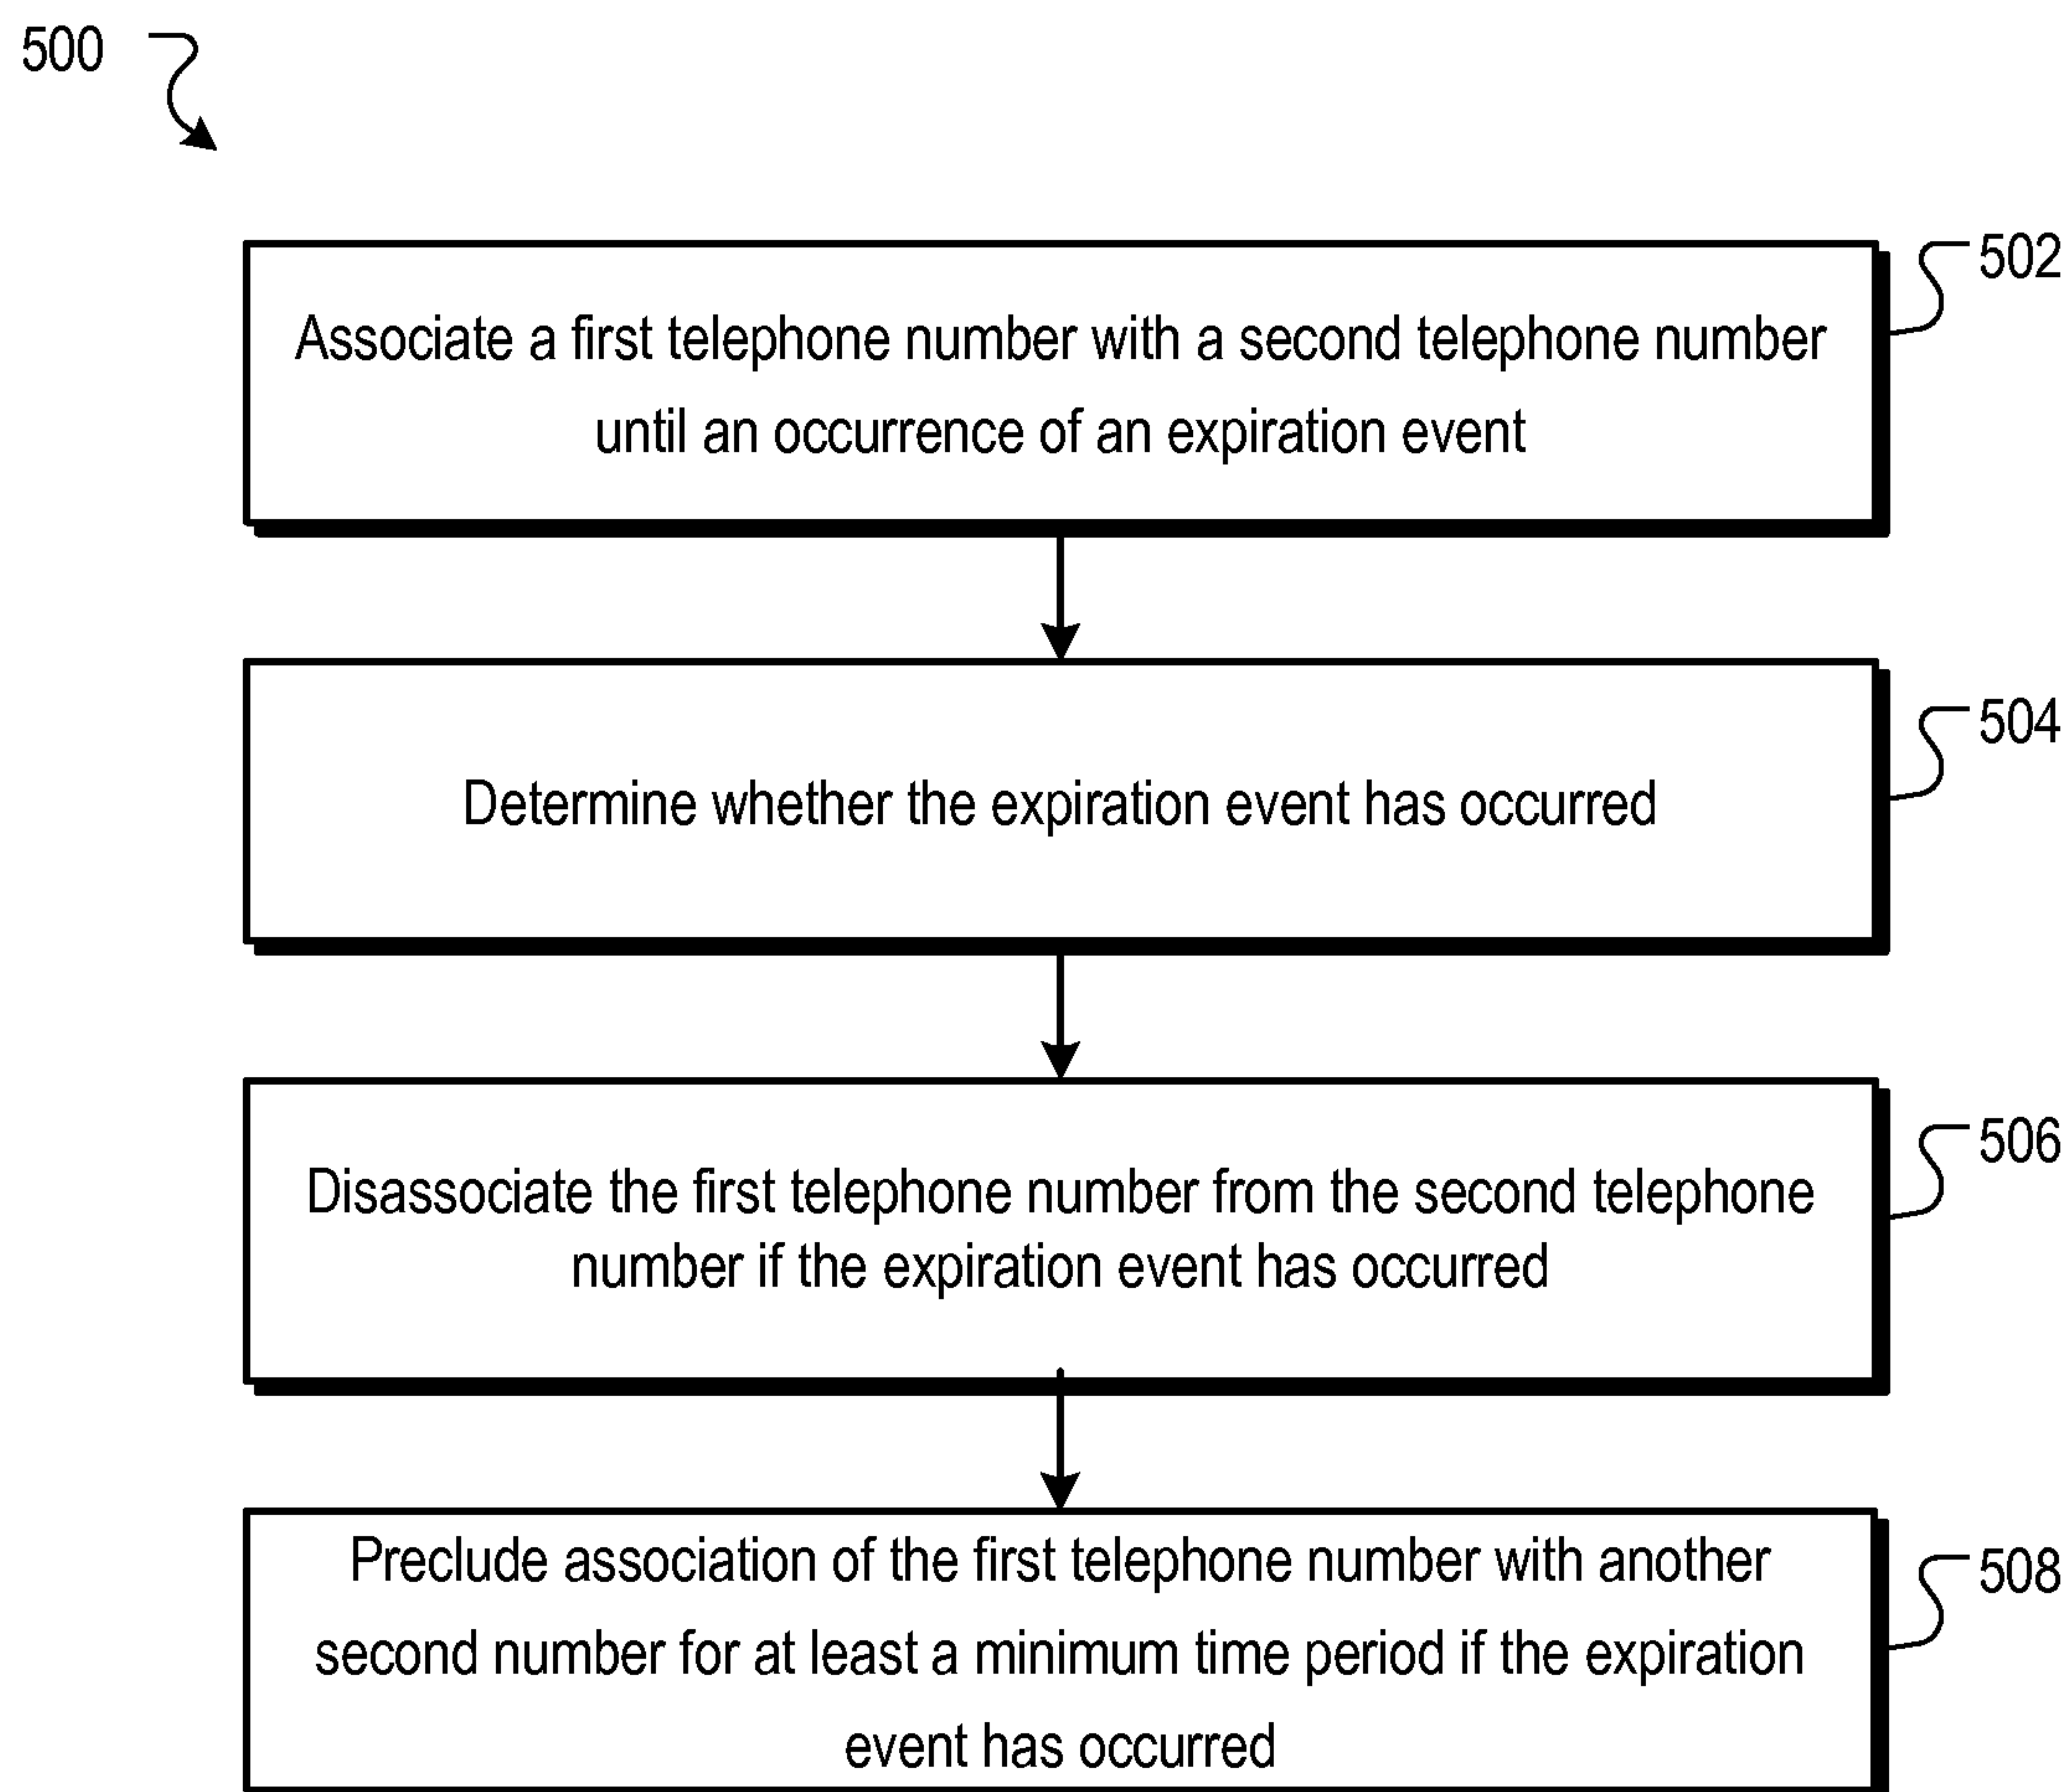 500
502
Associate a first telephone number with a second telephone number
until an occurrence of an expiration event
504
Determine whether the expiration event has occurred
506
Disassociate the first telephone number from the second telephone
number if the expiration event has occurred
508
Preclude association of the first telephone number with another
second number for at least a minimum time period if the expiration
event has occurred